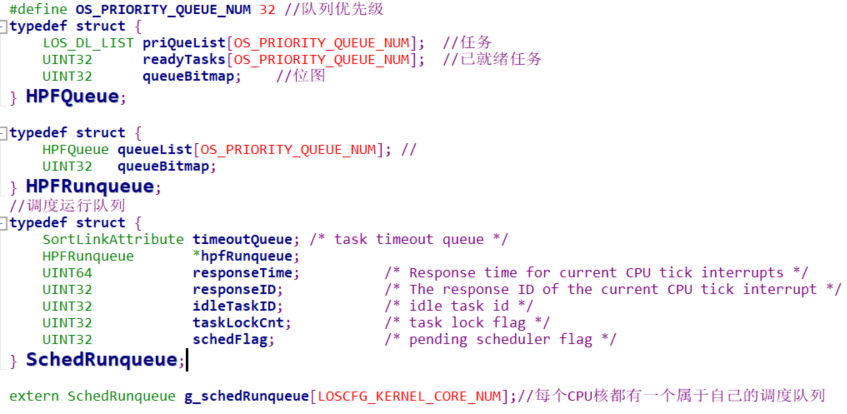 #define OS_PRIORITY_QUEUE_NUM 32 //队列优先级
typedef struct {
LOS_DL_LIST priQueList[OS_PRIORITY_QUEUE_NUM]; //任务
UINT32 readyTasks[OS_PRIORITY_QUEUE_NUM]; //已就绪任务
UINT32 queueBitmap; //位图
} HPFQueue;
typedef struct {
HPFQueue queueList[OS_PRIORITY_QUEUE_NUM]; //
UINT32 queueBitmap;
} HPFRunqueue;
//调度运行队列
typedef struct {
SortLinkAttribute timeoutQueue; /* task timeout queue */
HPFRunqueue *hpfRunqueue;
UINT64 responseTime; /* Response time for current CPU tick interrupts */
UINT32 responseID; /* The response ID of the current CPU tick interrupt */
UINT32 idleTaskID; /* idle task id */
UINT32 taskLockCnt; /* task lock flag */
UINT32 schedFlag; /* pending scheduler flag */
} SchedRunqueue;
extern SchedRunqueue g_schedRunqueue[LOSCFG_KERNEL_CORE_NUM];//每个CPU核都有一个属于自己的调度队列